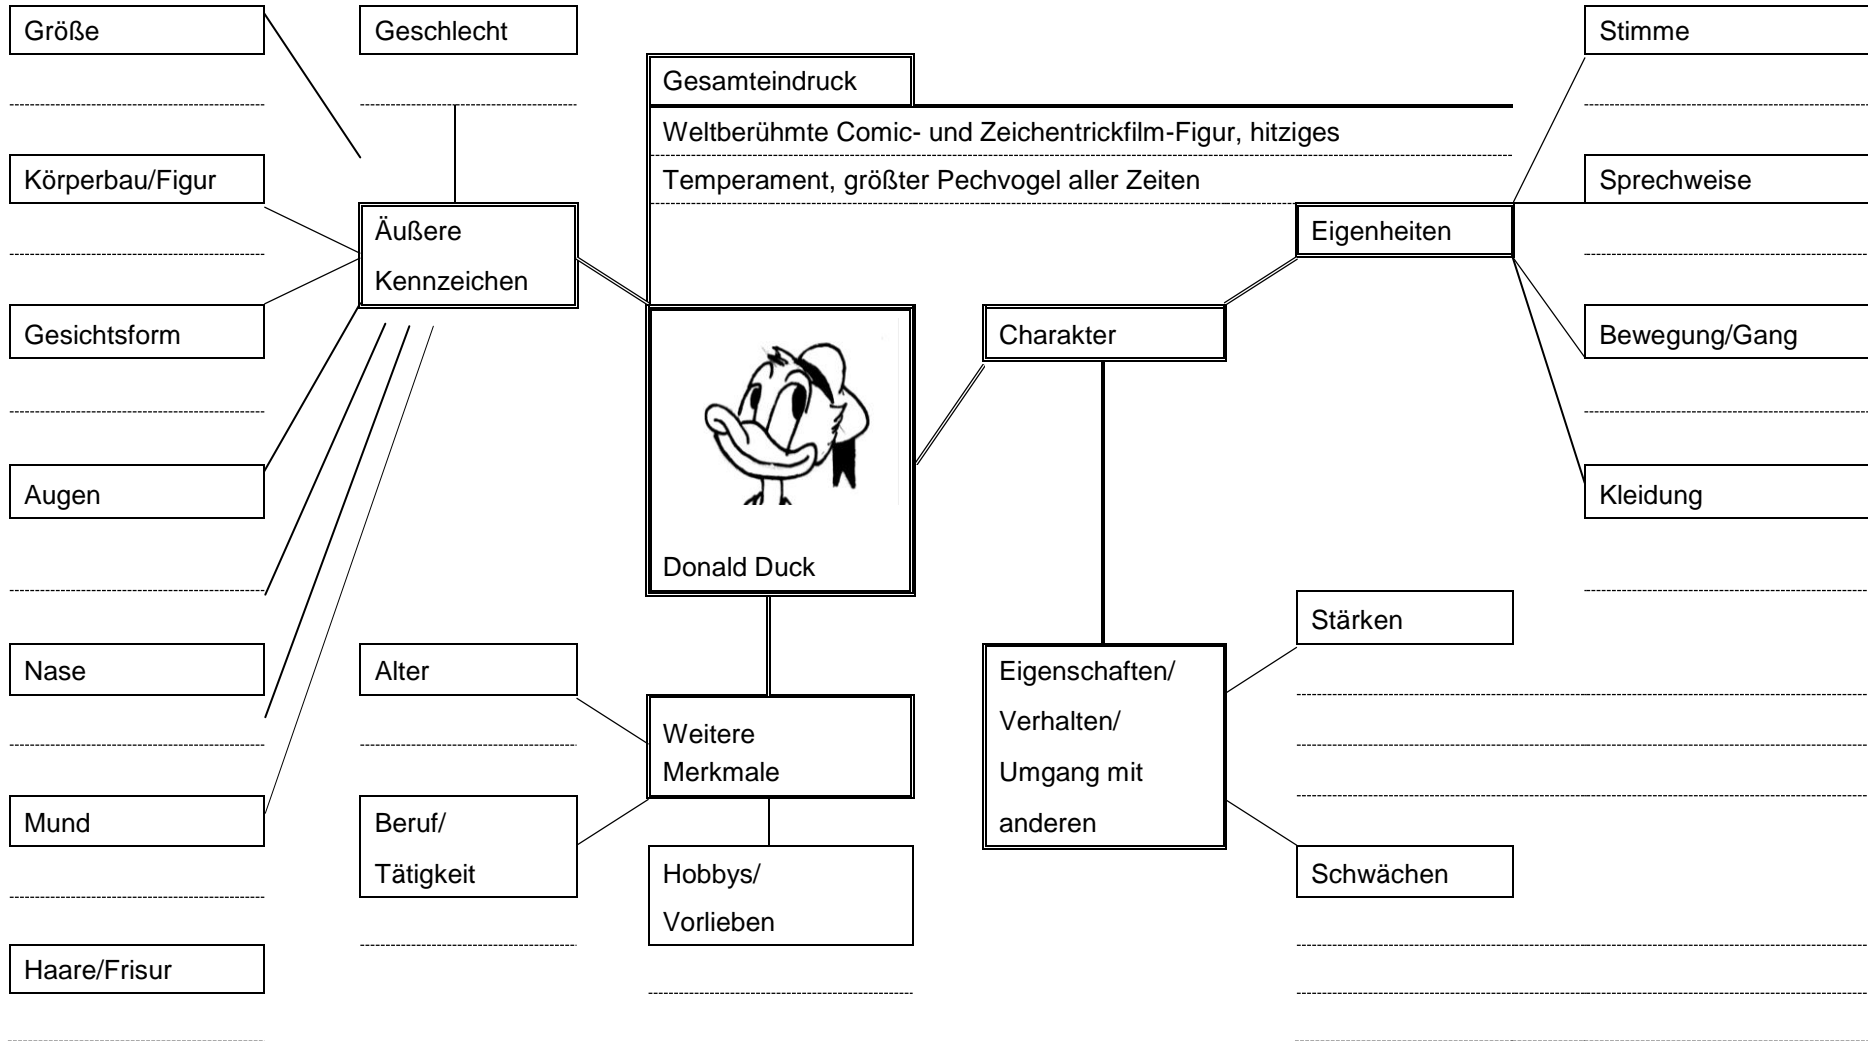 Größe
Geschlecht
Stimme
Gesamteindruck
Weltberühmte Comic- und Zeichentrickfilm-Figur, hitziges
Temperament, größter Pechvogel aller Zeiten
Körperbau/Figur
Sprechweise
Äußere
Kennzeichen
Eigenheiten
Gesichtsform
Charakter
Bewegung/Gang
Augen
Kleidung
Donald Duck
Stärken
Nase
Alter
Eigenschaften/
Verhalten/
Umgang mit
anderen
Weitere
Merkmale
Mund
Beruf/
Tätigkeit
Hobbys/
Vorlieben
Schwächen
Haare/Frisur